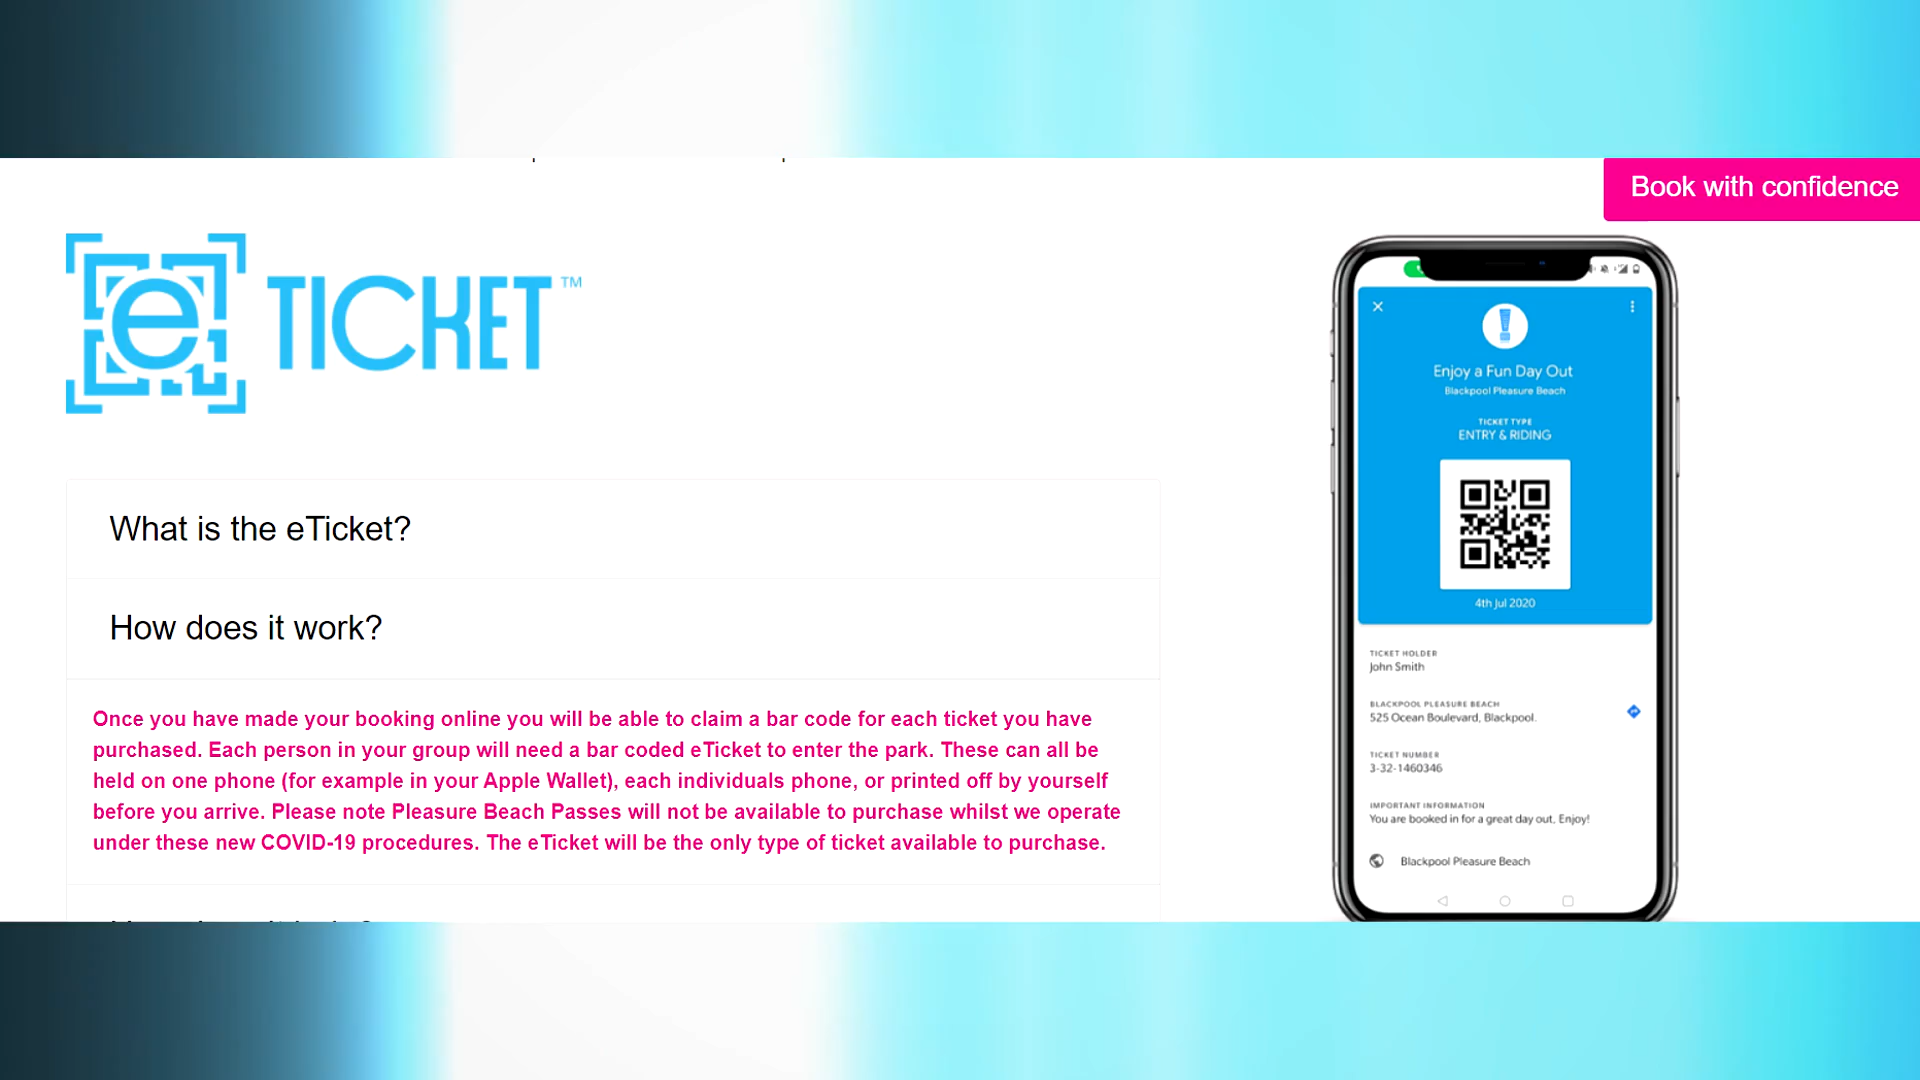 Book with confidence
eTICKET™
What is the eTicket?
How does it work?
Once you have made your booking online you will be able to claim a bar code for each ticket you have
purchased. Each person in your group will need a bar coded eTicket to enter the park. These can all be
held on one phone (for example in your Apple Wallet), each individuals phone, or printed off by yourself
before you arrive. Please note Pleasure Beach Passes will not be available to purchase whilst we operate
under these new COVID-19 procedures. The eTicket will be the only type of ticket available to purchase.
Enjoy a Fun Day Out
Blackpool Pleasure Beach
TICKET TYPE
ENTRY & RIDING
4th Jul 2020
TICKET HOLDER
John Smith
BLACKPOOL PLEASURE BEACH
525 Ocean Boulevard, Blackpool.
TICKET NUMBER
3-32-1460346
IMPORTANT INFORMATION
You are booked in for a great day out, Enjoy!
Blackpool Pleasure Beach